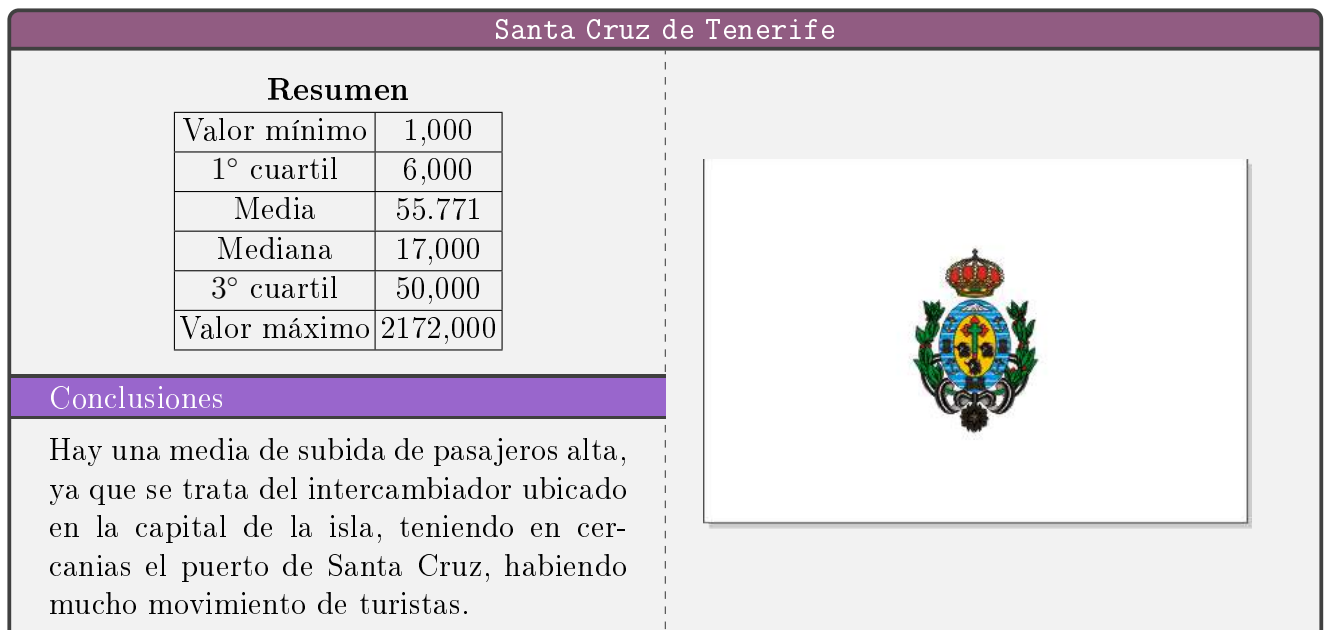 Santa Cruz de Tenerife
Resumen
Valor mínimo 1,000
1° cuartil 6,000
Media 55.771
Mediana 17,000
3° cuartil 50,000
Valor máximo 2172,000
Conclusiones
Hay una media de subida de pasajeros alta,
ya que se trata del intercambiador ubicado
en la capital de la isla, teniendo en cer-
canias el puerto de Santa Cruz, habiendo
mucho movimiento de turistas.